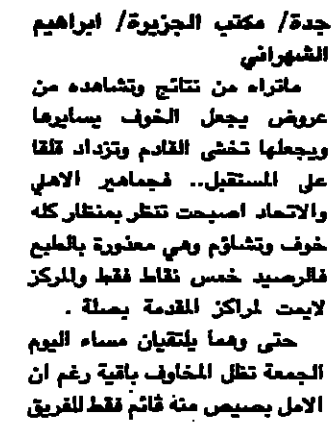 جدة/ مكتب الجزيرة/ ابراهيم
الشهراني
ماتراه من نتائج وتشاهده من
عروض يجعل الخوف يسايرها
ويجعلها تخشى القادم وتزداد قلقا
على المستقبل.. فجماهير الاهلي
والاتحاد اصبحت تنظر بمنظار كله
خوف وتشاؤم وهي معذورة بالطبع
فالرصيد خمس نقاط فقط والمركز
لايمت لمراكز المقدمة بصلة .
حتى وهما يلتقيان مساء اليوم
الجمعة تظل المخاوف باقية رغم ان
الامل بصيص منه قائم فقط للفريق